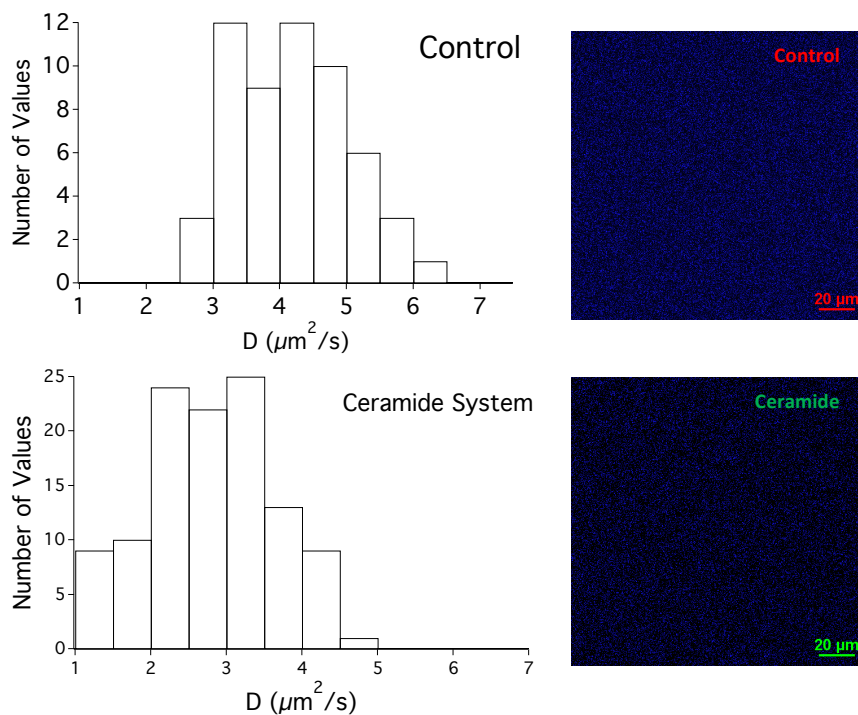 Control
Number of Values
12
10
8
6
4
2
0
1 2 3 4 5 6 7
D (µm²/s)
Control
20 µm
Ceramide System
Number of Values
25
20
15
10
5
0
1 2 3 4 5 6 7
D (µm²/s)
Ceramide
20 µm